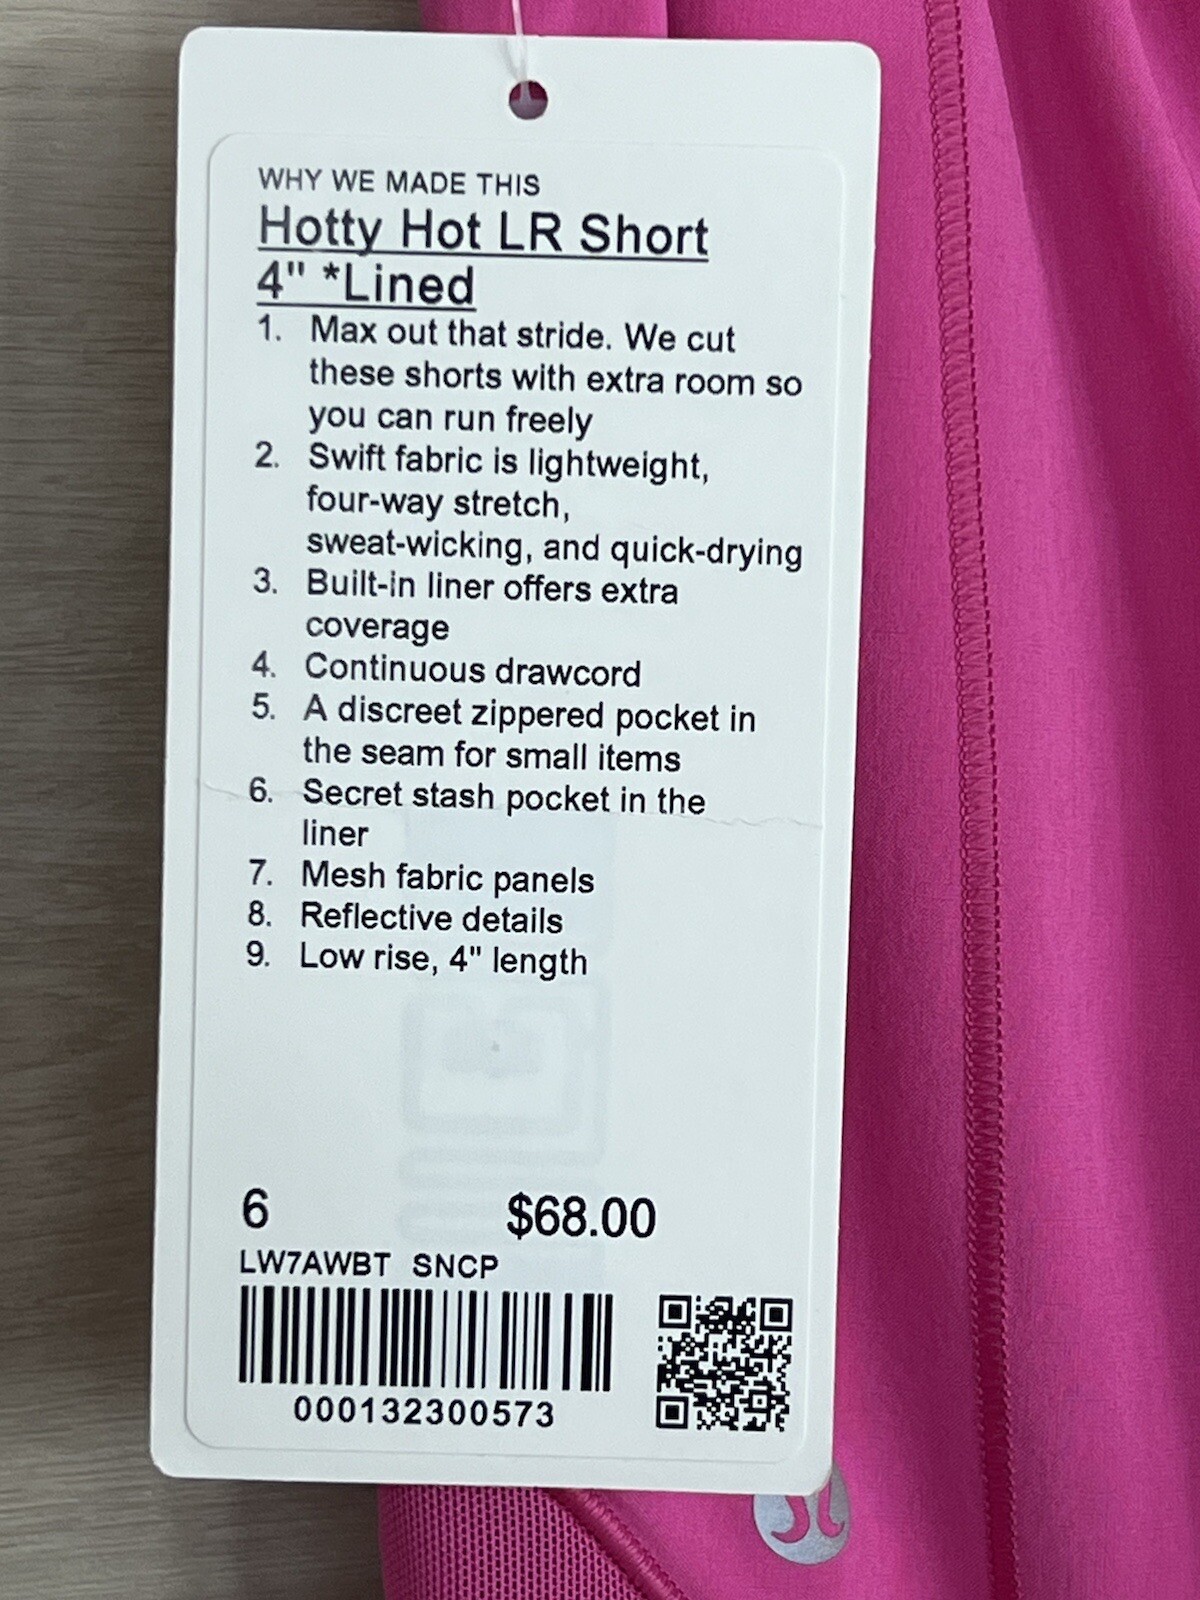 WHY WE MADE THIS
Hotty Hot LR Short
4" *Lined
1. Max out that stride. We cut
these shorts with extra room so
you can run freely
2. Swift fabric is lightweight,
four-way stretch,
sweat-wicking, and quick-drying
3. Built-in liner offers extra
coverage
4. Continuous drawcord
5. A discreet zippered pocket in
the seam for small items
6. Secret stash pocket in the
liner
7. Mesh fabric panels
8. Reflective details
9. Low rise, 4" length
6 $68.00
LW7AWBT SNCP
000132300573